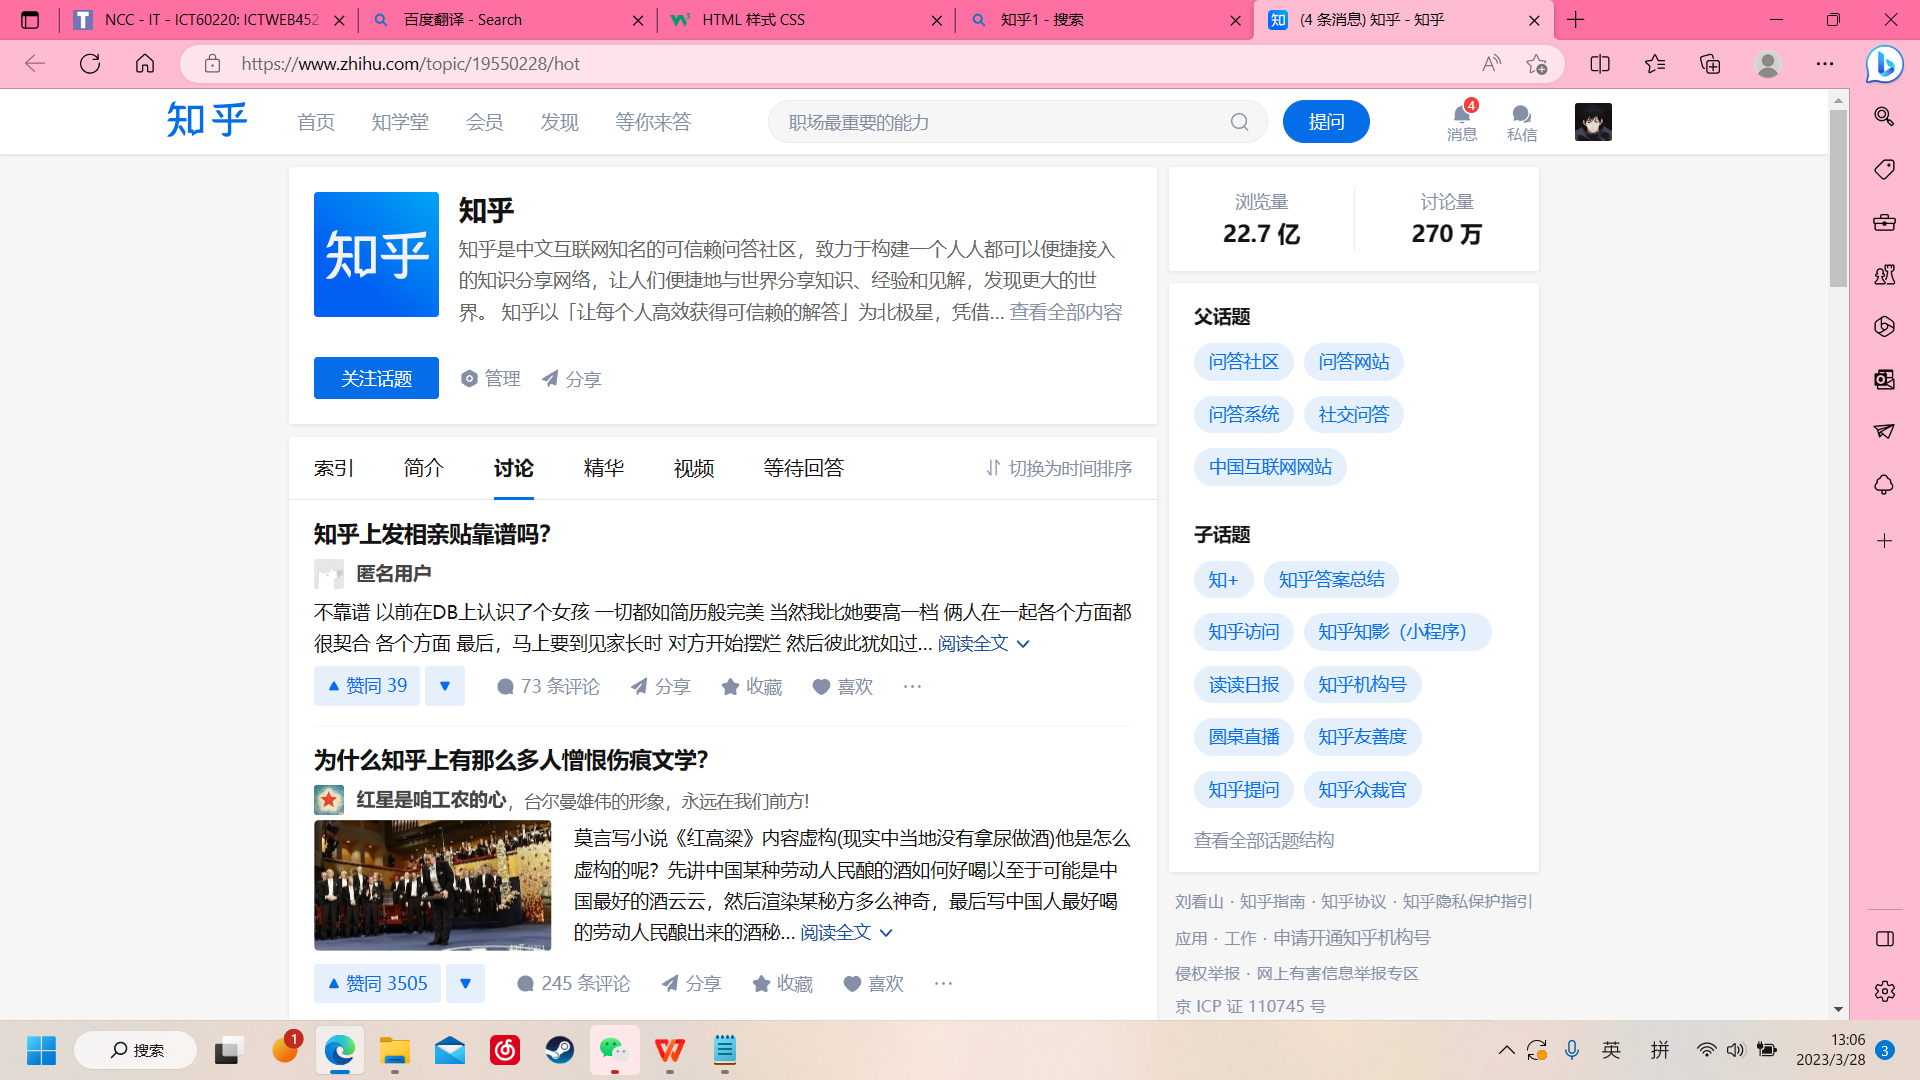 NCC - IT - ICT60220: ICTWEB452
百度翻译 - Search
HTML 样式 CSS
知乎1 - 搜索
(4 条消息) 知乎 - 知乎
https://www.zhihu.com/topic/19550228/hot
知乎
首页
知学堂
会员
发现
等你来答
职场最重要的能力
提问
4
消息
私信
知乎
知乎
知乎是中文互联网知名的可信赖问答社区，致力于构建一个人人都可以便捷接入
的知识分享网络，让人们便捷地与世界分享知识、经验和见解，发现更大的世
界。 知乎以「让每个人高效获得可信赖的解答」为北极星，凭借... 查看全部内容
关注话题
管理
分享
浏览量
22.7 亿
讨论量
270 万
父话题
问答社区
问答网站
问答系统
社交问答
中国互联网网站
子话题
知+
知乎答案总结
知乎访问
知乎知影（小程序）
读读日报
知乎机构号
圆桌直播
知乎友善度
知乎提问
知乎众裁官
查看全部话题结构
索引
简介
讨论
精华
视频
等待回答
切换为时间排序
知乎上发相亲贴靠谱吗？
匿名用户
不靠谱 以前在DB上认识了个女孩 一切都如简历般完美 当然我比她要高一档 俩人在一起各个方面都
很契合 各个方面 最后，马上要到见家长时 对方开始摆烂 然后彼此犹如过... 阅读全文
赞同 39
73 条评论
分享
收藏
喜欢
为什么知乎上有那么多人憎恨伤痕文学？
红星是咱工农的心，台尔曼雄伟的形象，永远在我们前方！
莫言写小说《红高粱》内容虚构(现实中当地没有拿尿做酒)他是怎么
虚构的呢？先讲中国某种劳动人民酿的酒如何好喝以至于可能是中
国最好的酒云云，然后渲染某秘方多么神奇，最后写中国人最好喝
的劳动人民酿出来的酒秘... 阅读全文
赞同 3505
245 条评论
分享
收藏
喜欢
刘看山 · 知乎指南 · 知乎协议 · 知乎隐私保护指引
应用 · 工作 · 申请开通知乎机构号
侵权举报 · 网上有害信息举报专区
京 ICP 证 110745 号
搜索
1
英
拼
13:06
2023/3/28
3